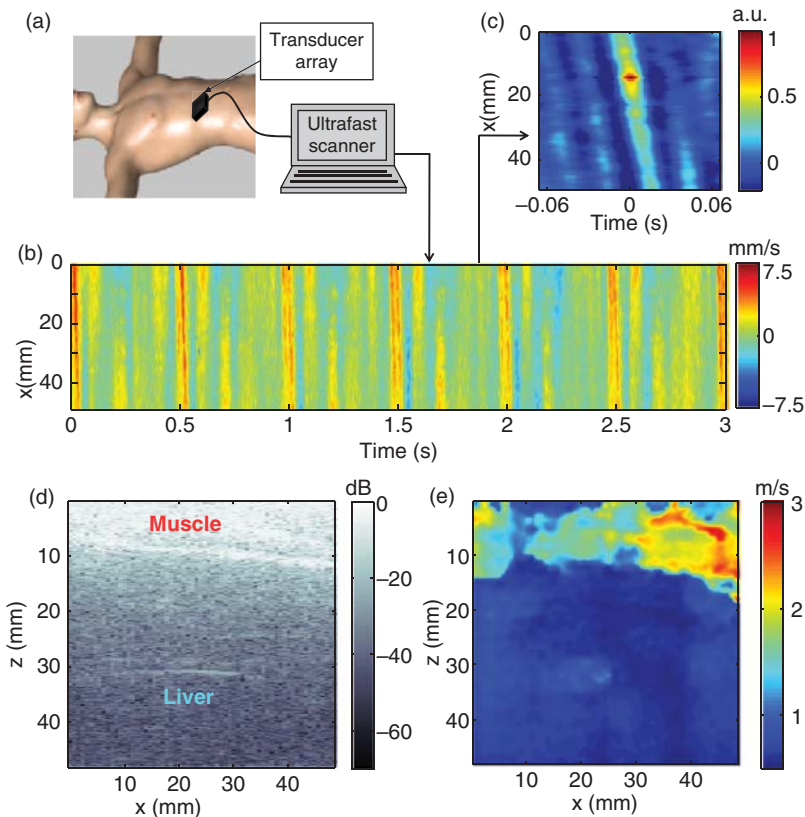 (a)
Transducer
array
Ultrafast
scanner
(c)
a.u.
0
20
40
x(mm)
−0.06
0
0.06
Time (s)
1
0.5
0
(b)
0
20
40
x(mm)
0
0.5
1
1.5
2
2.5
3
Time (s)
mm/s
7.5
0
−7.5
(d)
dB
Muscle
Liver
10
20
30
40
z (mm)
10
20
30
40
x (mm)
0
−20
−40
−60
(e)
m/s
10
20
30
40
z (mm)
10
20
30
40
x (mm)
3
2
1